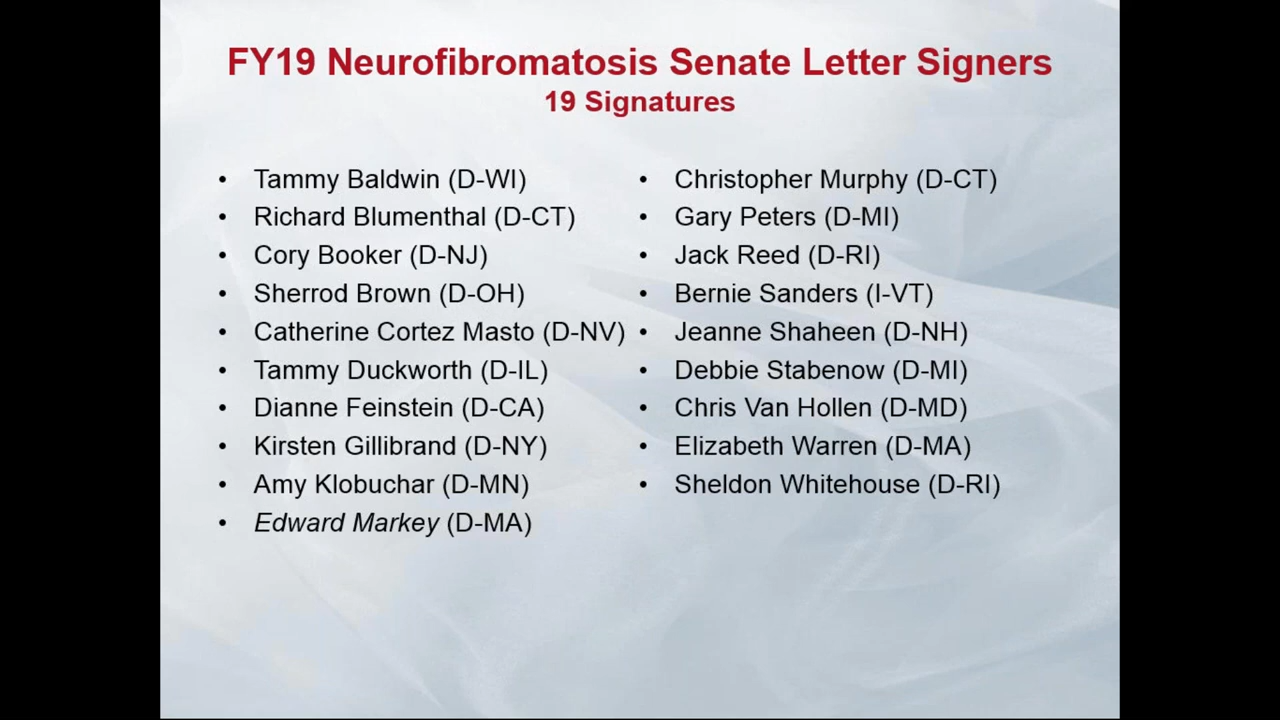 FY19 Neurofibromatosis Senate Letter Signers
19 Signatures
• Tammy Baldwin (D-WI)
• Richard Blumenthal (D-CT)
• Cory Booker (D-NJ)
• Sherrod Brown (D-OH)
• Catherine Cortez Masto (D-NV)
• Tammy Duckworth (D-IL)
• Dianne Feinstein (D-CA)
• Kirsten Gillibrand (D-NY)
• Amy Klobuchar (D-MN)
• Edward Markey (D-MA)
• Christopher Murphy (D-CT)
• Gary Peters (D-MI)
• Jack Reed (D-RI)
• Bernie Sanders (I-VT)
• Jeanne Shaheen (D-NH)
• Debbie Stabenow (D-MI)
• Chris Van Hollen (D-MD)
• Elizabeth Warren (D-MA)
• Sheldon Whitehouse (D-RI)